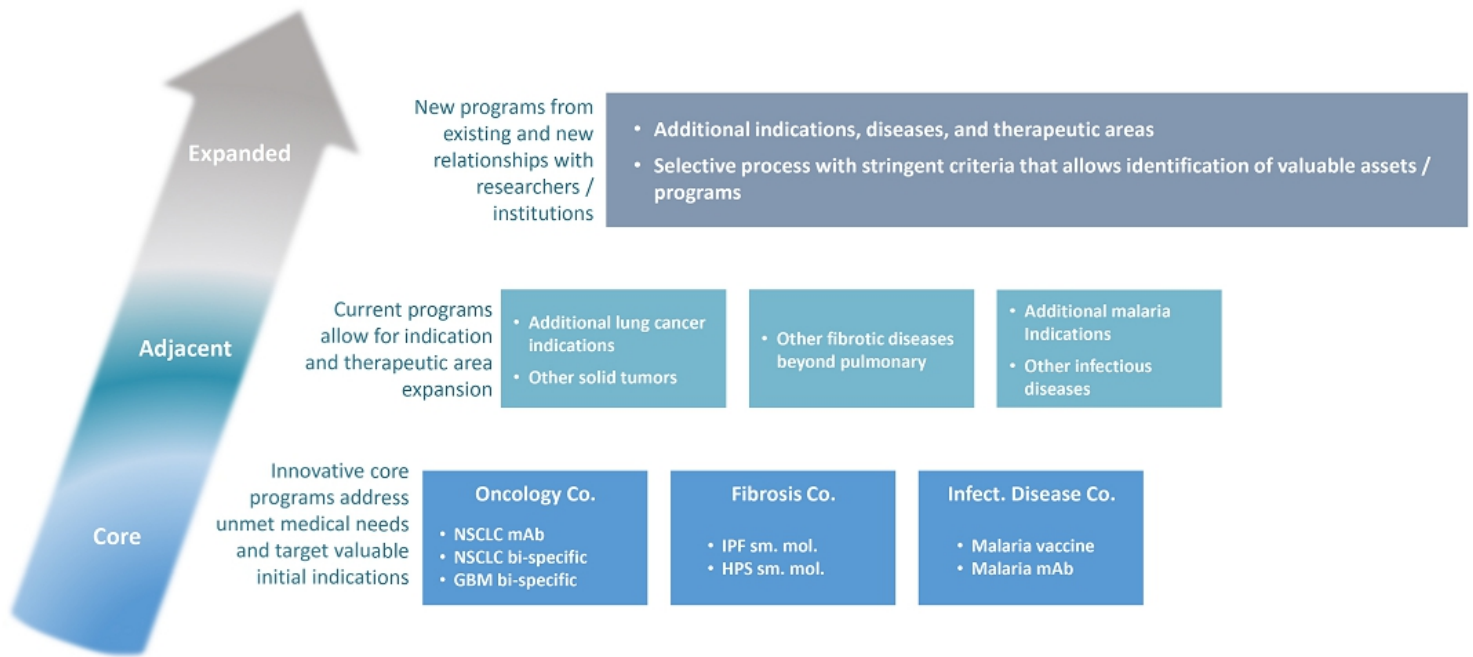 Expanded
New programs from
existing and new
relationships with
researchers /
institutions
• Additional indications, diseases, and therapeutic areas
• Selective process with stringent criteria that allows identification of valuable assets /
programs
Adjacent
Current programs
allow for indication
and therapeutic area
expansion
• Additional lung cancer
indications
• Other solid tumors
• Other fibrotic diseases
beyond pulmonary
• Additional malaria
Indications
• Other infectious
diseases
Core
Innovative core
programs address
unmet medical needs
and target valuable
initial indications
Oncology Co.
• NSCLC mAb
• NSCLC bi-specific
• GBM bi-specific
Fibrosis Co.
• IPF sm. mol.
• HPS sm. mol.
Infect. Disease Co.
• Malaria vaccine
• Malaria mAb